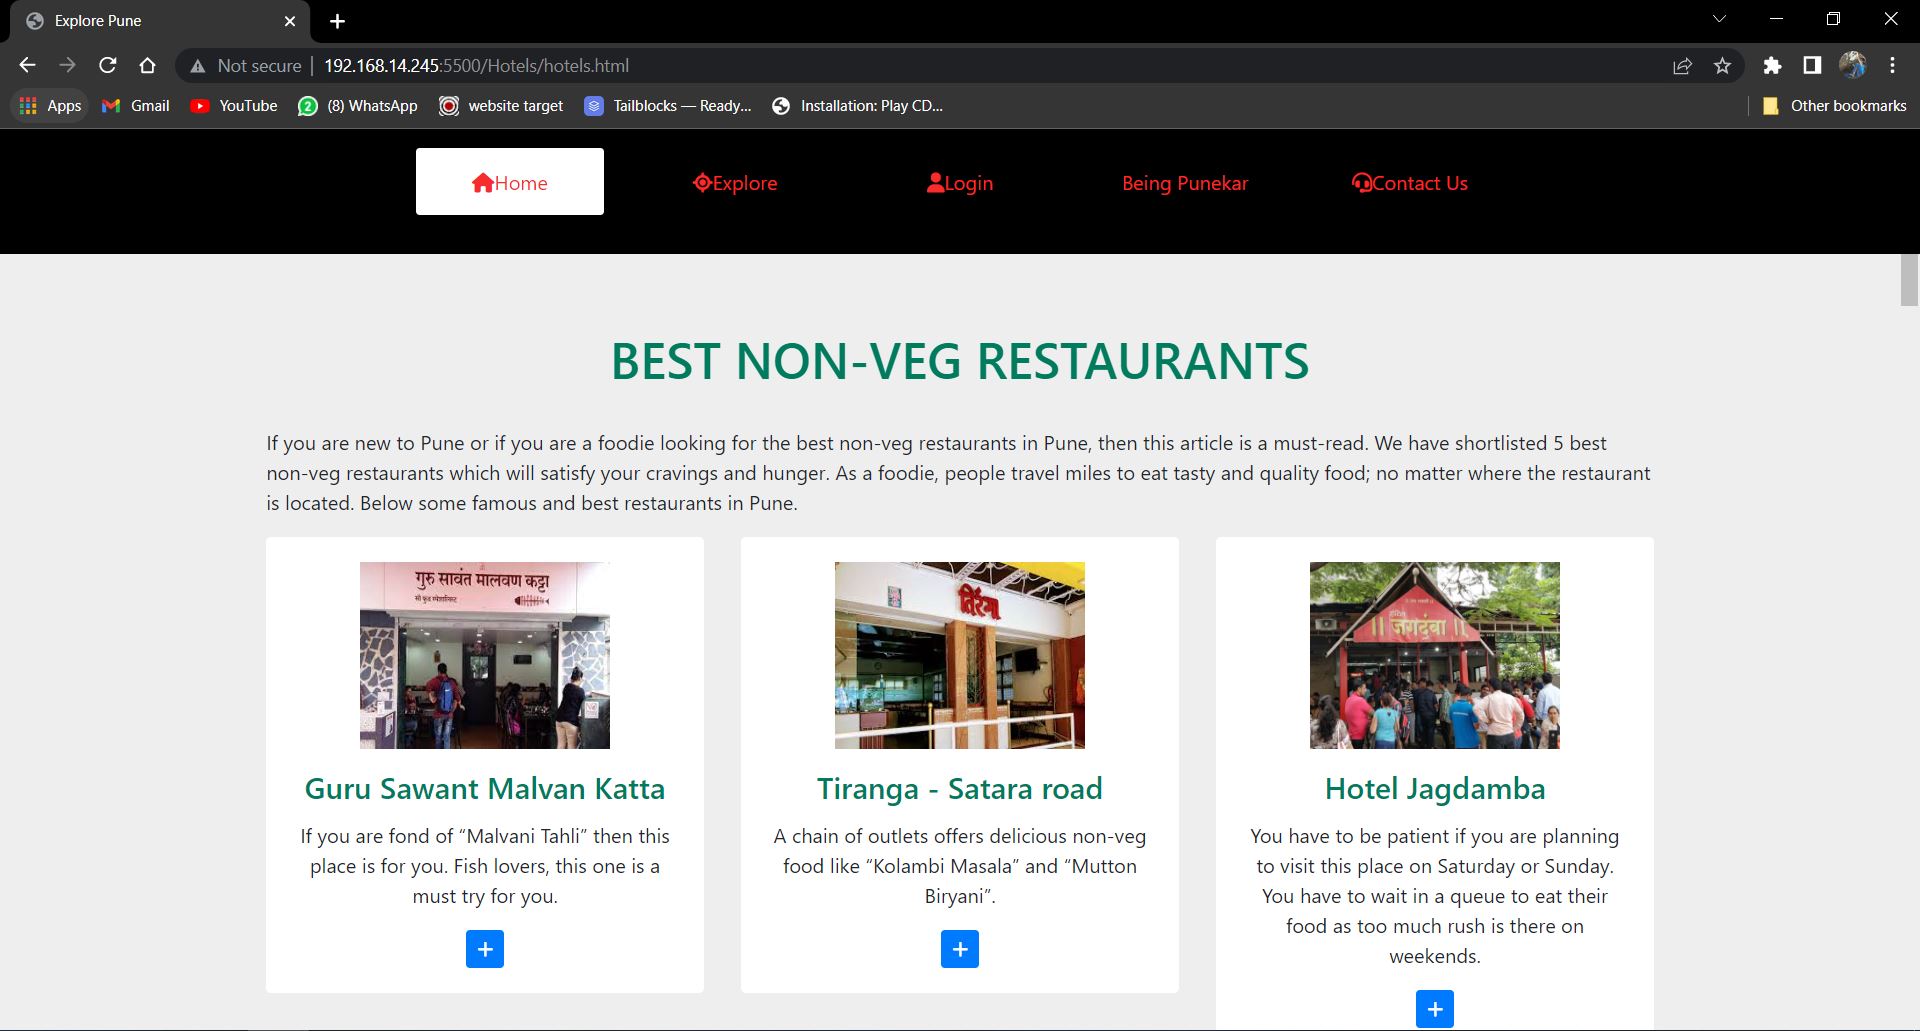 Explore Pune
Not secure | 192.168.14.245:5500/Hotels/hotels.html
Apps Gmail YouTube (8) WhatsApp website target Tailblocks — Ready... Installation: Play CD... Other bookmarks
Home Explore Login Being Punekar Contact Us
BEST NON-VEG RESTAURANTS
If you are new to Pune or if you are a foodie looking for the best non-veg restaurants in Pune, then this article is a must-read. We have shortlisted 5 best
non-veg restaurants which will satisfy your cravings and hunger. As a foodie, people travel miles to eat tasty and quality food; no matter where the restaurant
is located. Below some famous and best restaurants in Pune.
गुरु सावंत मालवण कट्टा
सी फुड स्पेशालिस्ट
Guru Sawant Malvan Katta
If you are fond of “Malvani Tahli” then this
place is for you. Fish lovers, this one is a
must try for you.
+
तिरंगा
Tiranga - Satara road
A chain of outlets offers delicious non-veg
food like “Kolambi Masala” and “Mutton
Biryani”.
+
|| जगदंबा ||
Hotel Jagdamba
You have to be patient if you are planning
to visit this place on Saturday or Sunday.
You have to wait in a queue to eat their
food as too much rush is there on
weekends.
+